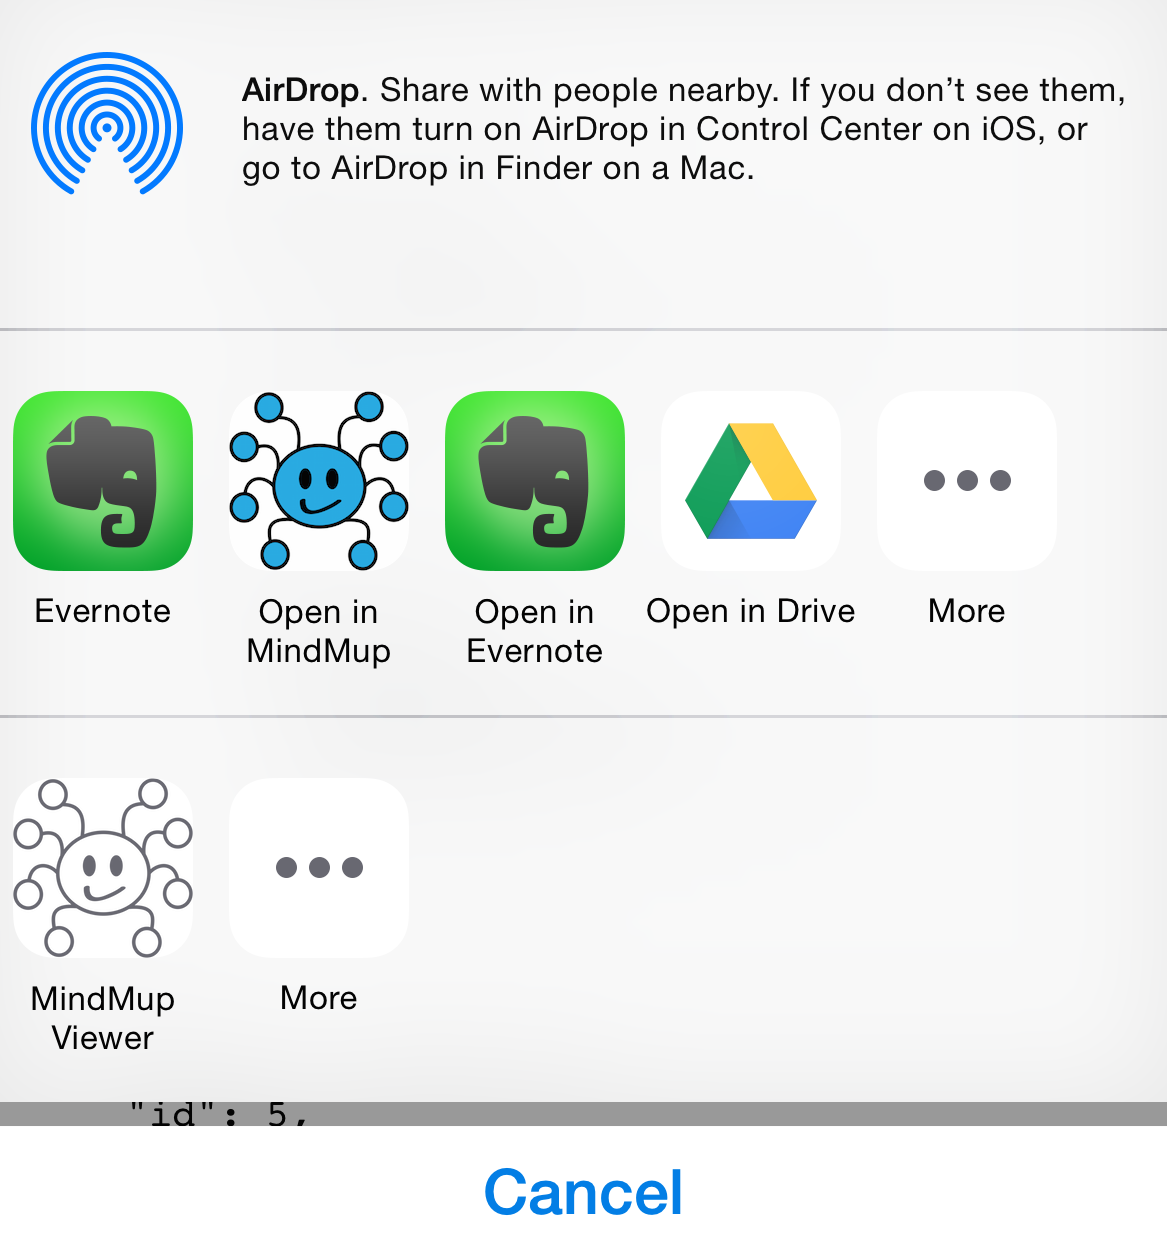 AirDrop. Share with people nearby. If you don't see them,
have them turn on AirDrop in Control Center on iOS, or
go to AirDrop in Finder on a Mac.
Evernote
Open in
MindMup
Open in
Evernote
Open in Drive
More
MindMup
Viewer
More
"id": 5,
Cancel